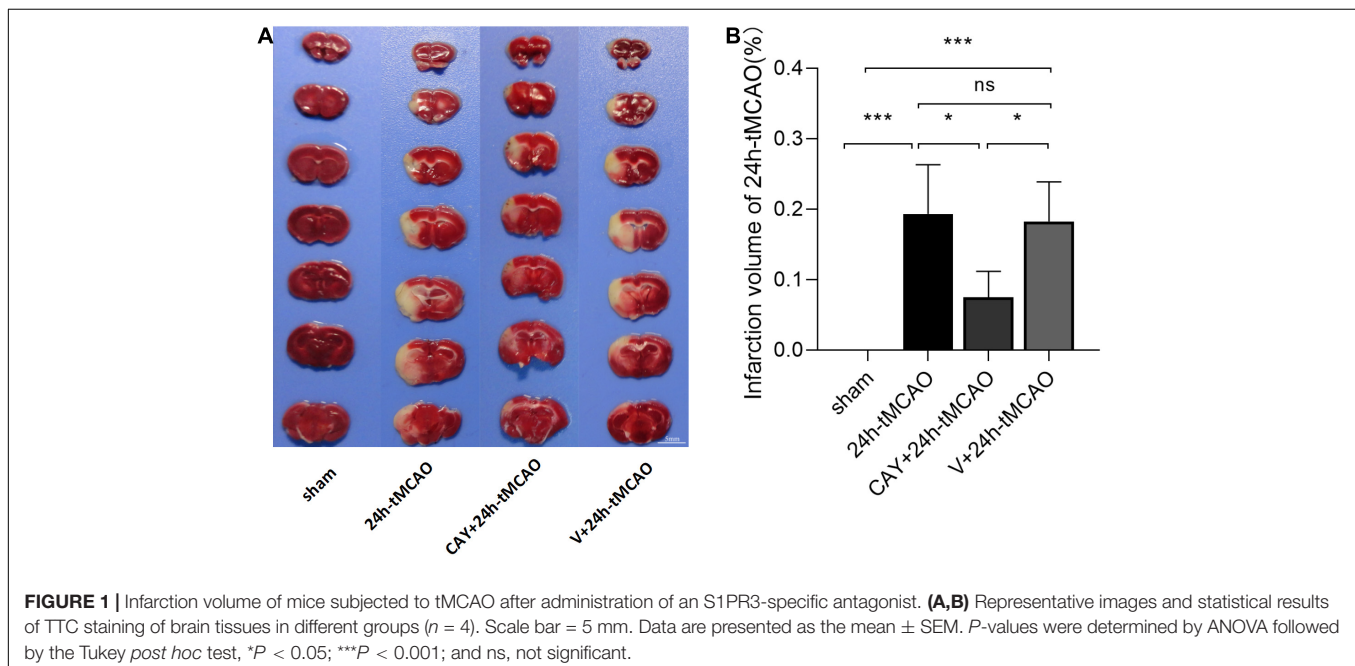 A
sham
24h-tMCAO
CAY+24h-tMCAO
V+24h-tMCAO
5mm
B
Infarction volume of 24h-tMCAO(%)
0.4
0.3
0.2
0.1
0.0
***
ns
***
*
*
sham
24h-tMCAO
CAY+24h-tMCAO
V+24h-tMCAO
FIGURE 1 | Infarction volume of mice subjected to tMCAO after administration of an S1PR3-specific antagonist. (A,B) Representative images and statistical results
of TTC staining of brain tissues in different groups (n = 4). Scale bar = 5 mm. Data are presented as the mean ± SEM. P-values were determined by ANOVA followed
by the Tukey post hoc test, *P < 0.05; ***P < 0.001; and ns, not significant.